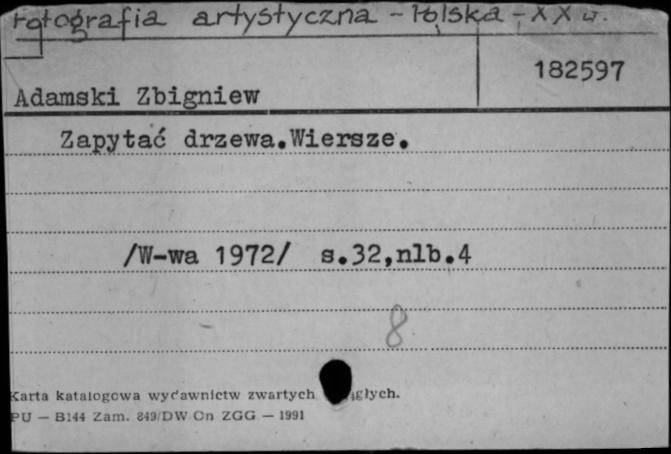 Fotografia artystyczna - Polska - XX w.
182597
Adamski Zbigniew
Zapytać drzewa.Wiersze.
/W-wa 1972/ s.32,nlb.4
8
Karta katalogowa wydawnictw zwartych
PU — B144 Zam. 849/DW Cn ZGG — 1991